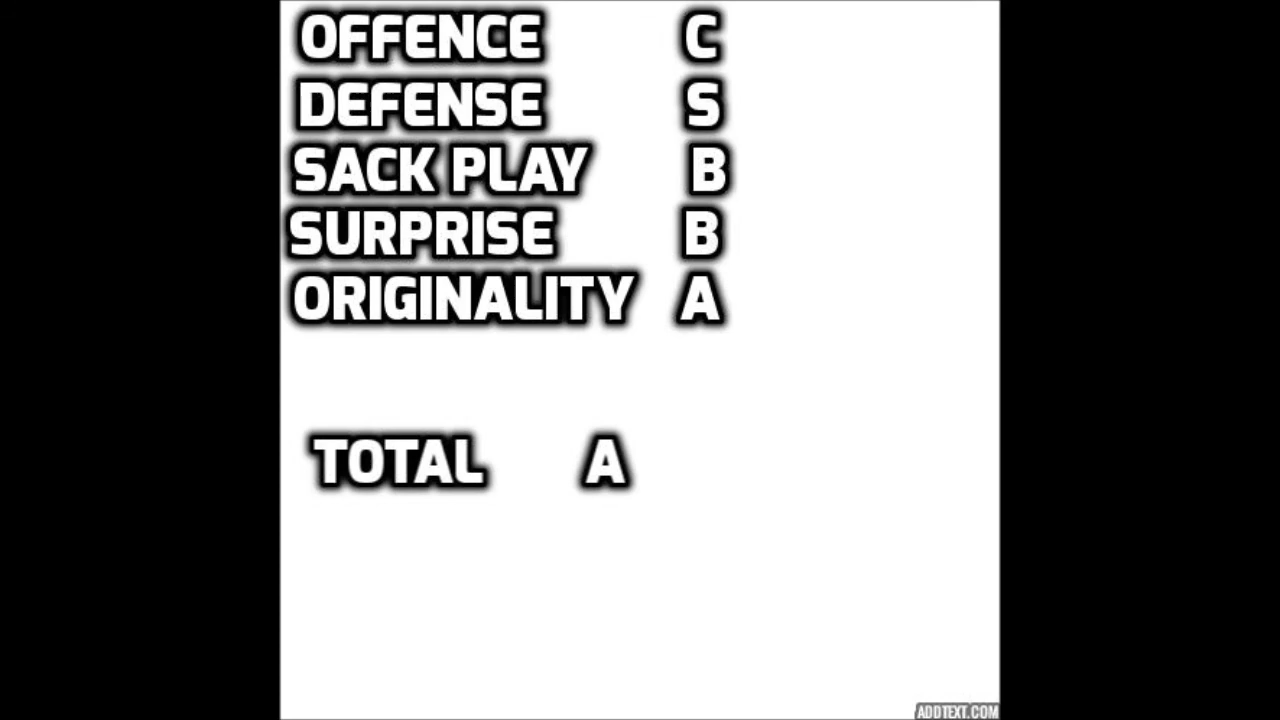 OFFENCE C
DEFENSE S
SACK PLAY B
SURPRISE B
ORIGINALITY A
TOTAL A
ADDTEXT.COM